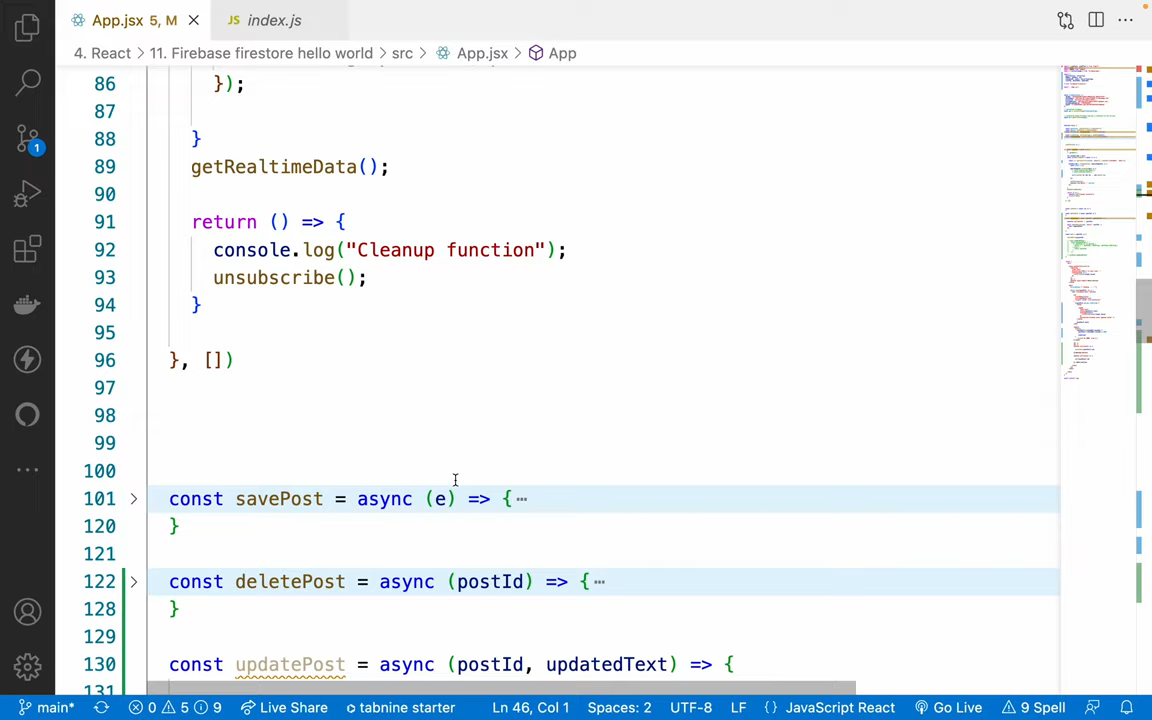 App.jsx 5, M
JS index.js
4. React > 11. Firebase firestore hello world > src > App.jsx > App
86 });
87
88 }
89 getRealtimeData();
90
91 return () => {
92 console.log("Cleanup function");
93 unsubscribe();
94 }
95
96 }, [])
97
98
99
100
101 const savePost = async (e) => {⋯
120 }
121
122 const deletePost = async (postId) => {⋯
128 }
129
130 const updatePost = async (postId, updatedText) => {
131
1
main* 0 5 9 Live Share tabnine starter Ln 46, Col 1 Spaces: 2 UTF-8 LF {} JavaScript React Go Live 9 Spell